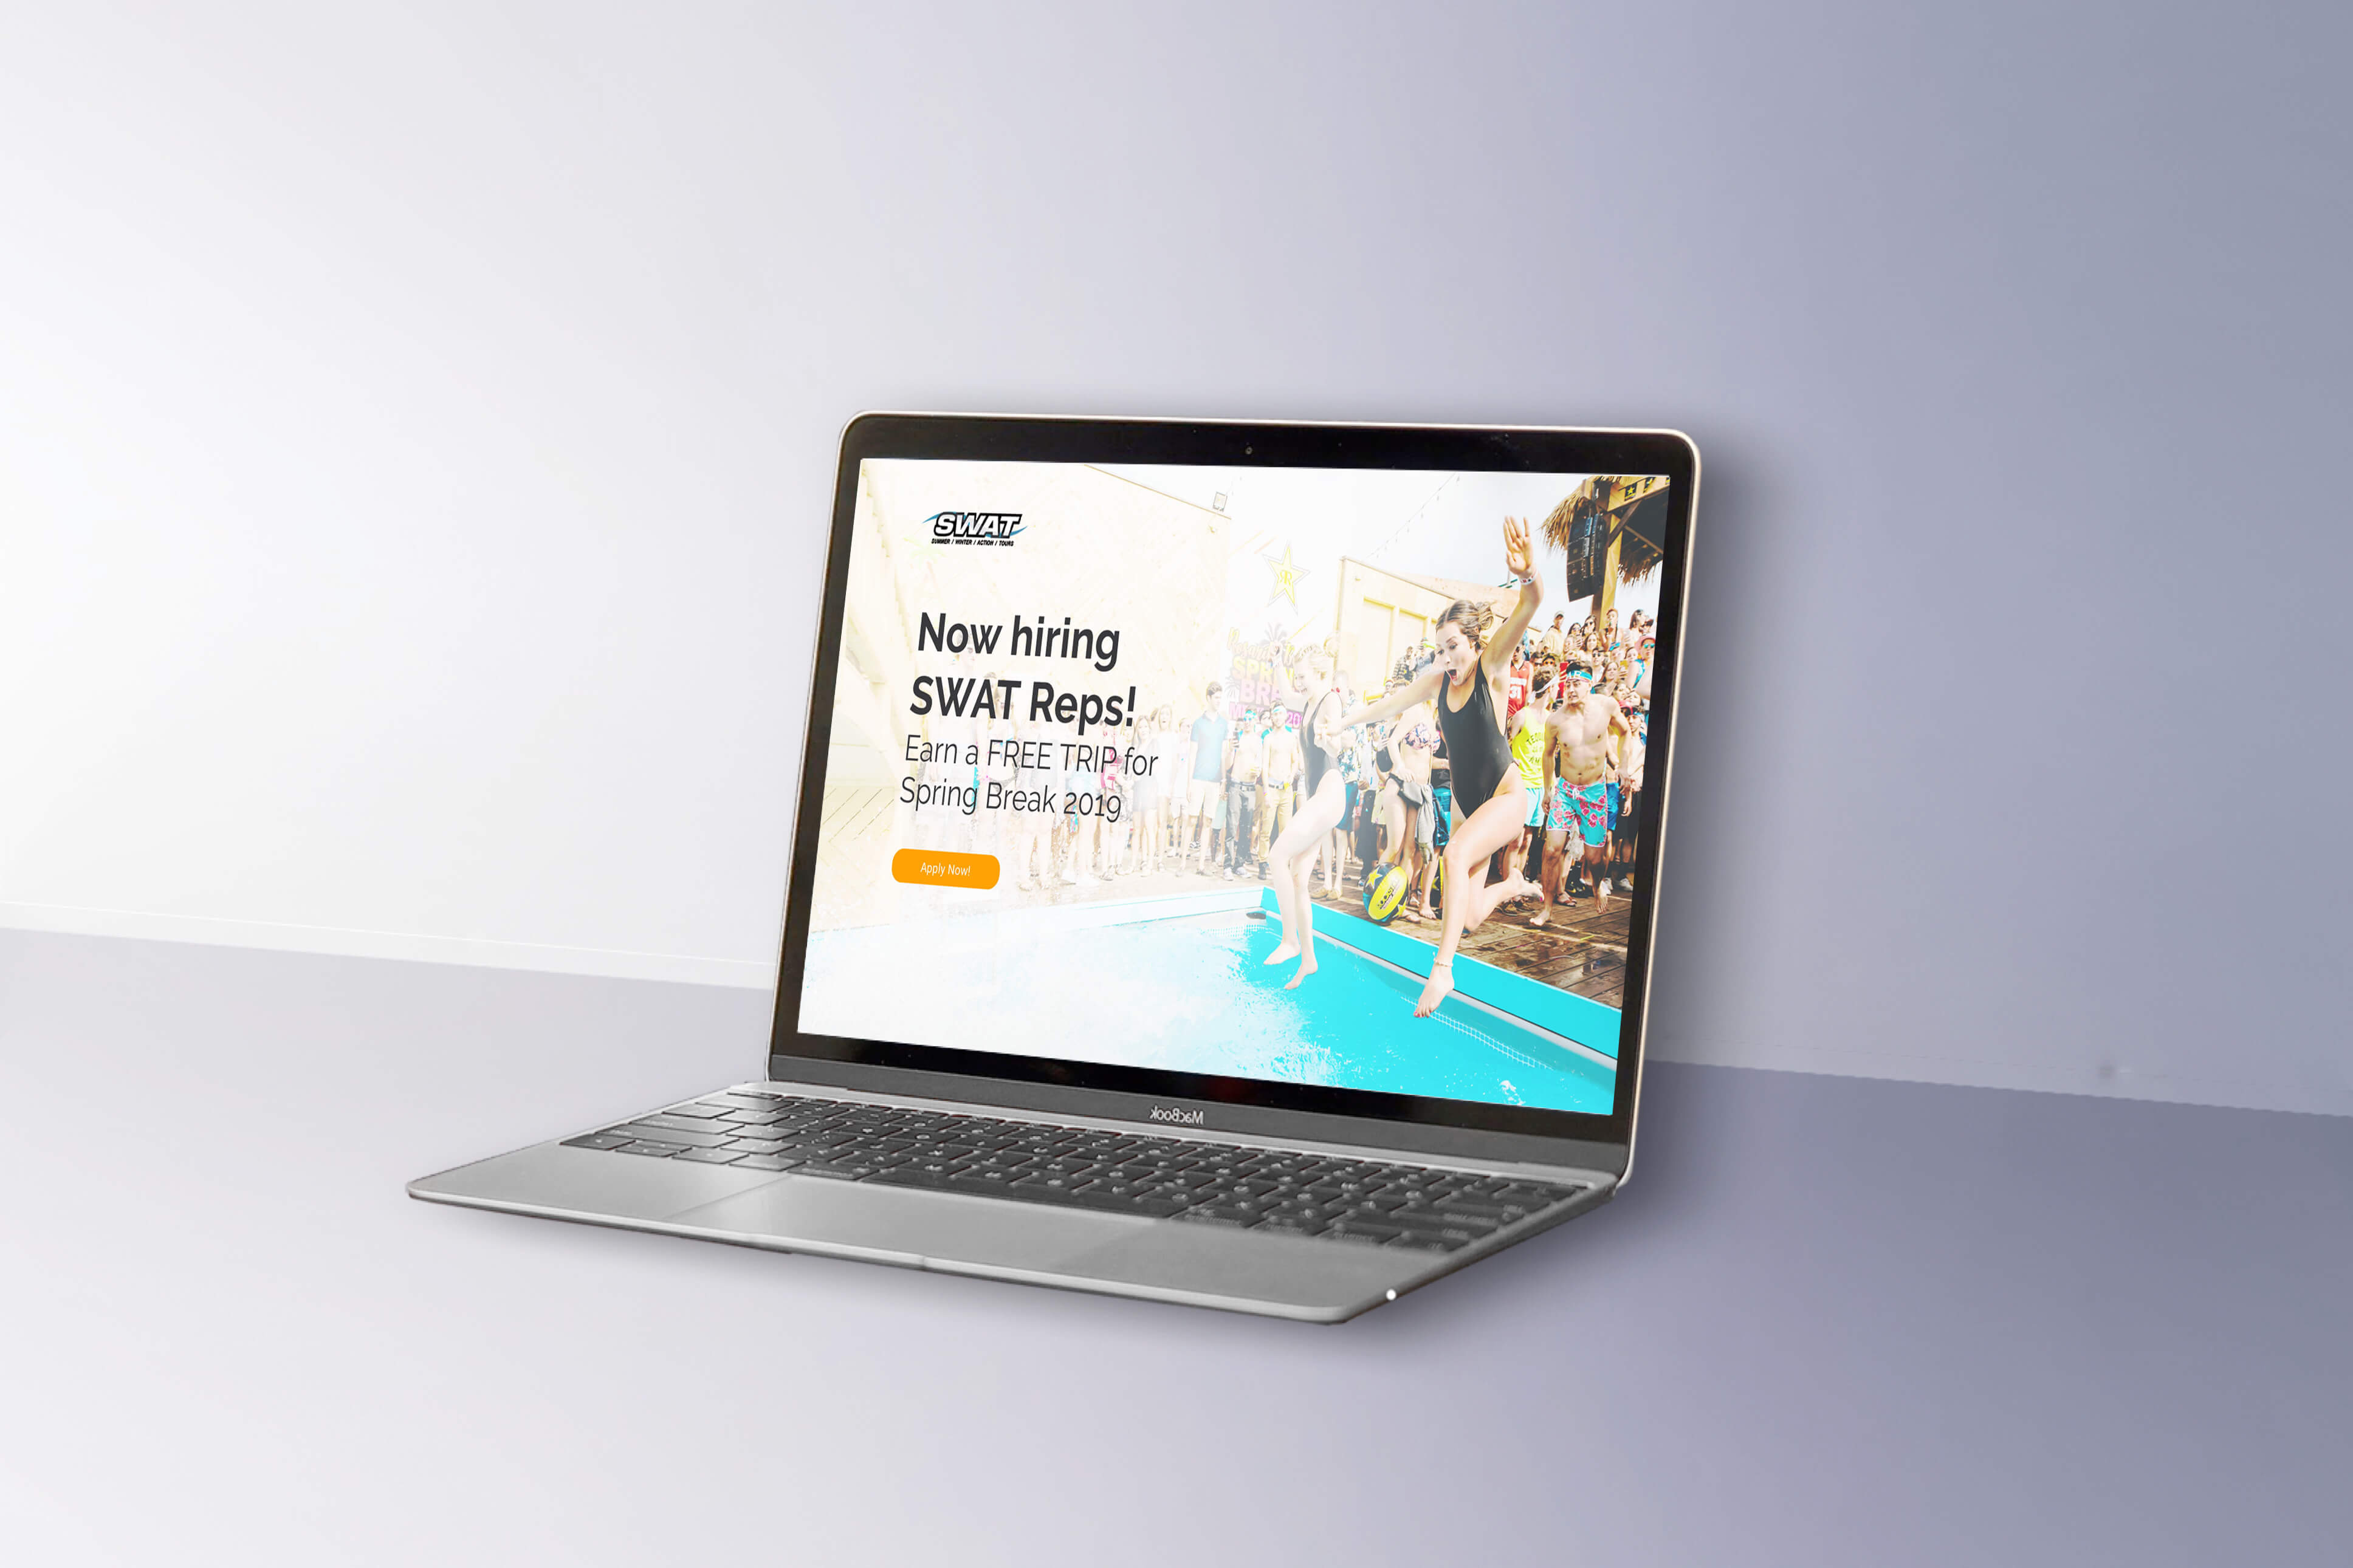 SWAT
SUMMER / WINTER / ACTION / TOURS
Now hiring
SWAT Reps!
Earn a FREE TRIP for
Spring Break 2019
Apply Now!
MacBook